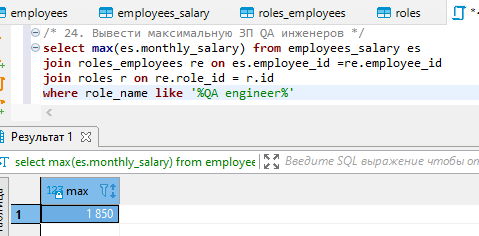 employees employees_salary roles_employees roles
/* 24. Вывести максимальную ЗП QA инженеров */
select max(es.monthly_salary) from employees_salary es
join roles_employees re on es.employee_id =re.employee_id
join roles r on re.role_id = r.id
where role_name like '%QA engineer%'
Результат 1
select max(es.monthly_salary) from employee Введите SQL выражение чтобы от
123 max
1 1 850